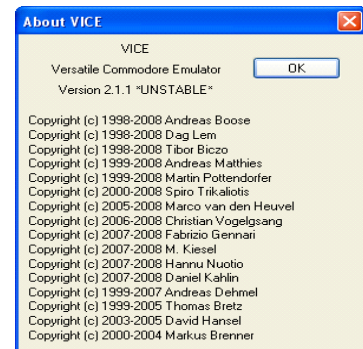 About VICE
VICE
Versatile Commodore Emulator
OK
Version 2.1.1 *UNSTABLE*
Copyright (c) 1998-2008 Andreas Boose
Copyright (c) 1998-2008 Dag Lem
Copyright (c) 1998-2008 Tibor Biczo
Copyright (c) 1999-2008 Andreas Matthies
Copyright (c) 1999-2008 Martin Pottendorfer
Copyright (c) 2000-2008 Spiro Trikaliotis
Copyright (c) 2005-2008 Marco van den Heuvel
Copyright (c) 2006-2008 Christian Vogelgsang
Copyright (c) 2007-2008 Fabrizio Gennari
Copyright (c) 2007-2008 M. Kiesel
Copyright (c) 2007-2008 Hannu Nuotio
Copyright (c) 2007-2008 Daniel Kahlin
Copyright (c) 1999-2007 Andreas Dehmel
Copyright (c) 1999-2005 Thomas Bretz
Copyright (c) 2003-2005 David Hansel
Copyright (c) 2000-2004 Markus Brenner